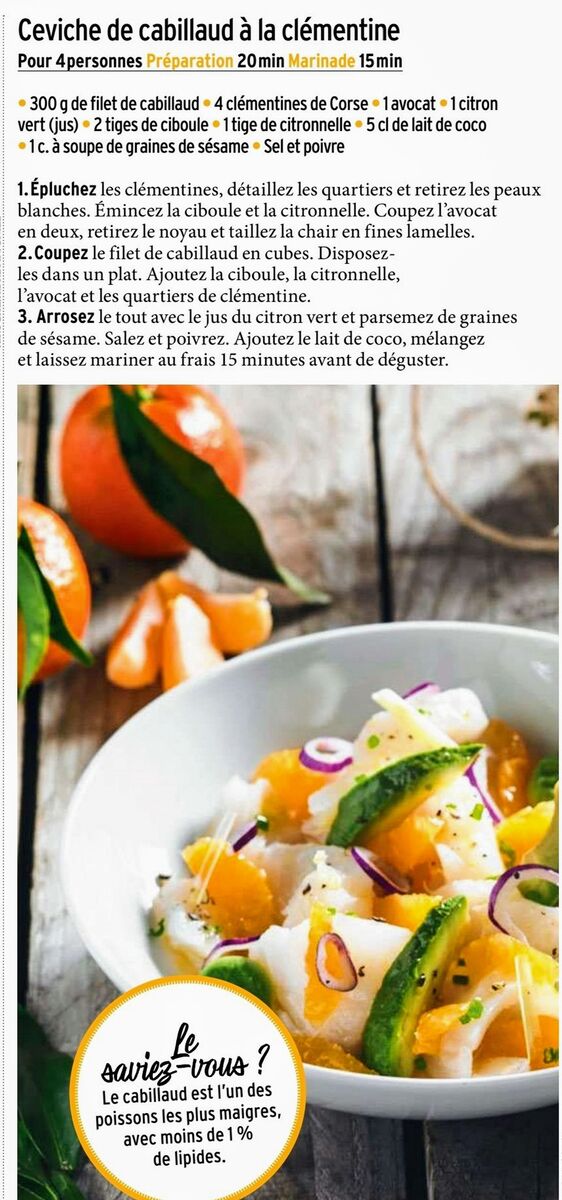 Ceviche de cabillaud à la clémentine
Pour 4 personnes Préparation 20 min Marinade 15 min
• 300 g de filet de cabillaud • 4 clémentines de Corse • 1 avocat • 1 citron
vert (jus) • 2 tiges de ciboule • 1 tige de citronnelle • 5 cl de lait de coco
• 1 c. à soupe de graines de sésame • Sel et poivre
1. Épluchez les clémentines, détaillez les quartiers et retirez les peaux
blanches. Émincez la ciboule et la citronnelle. Coupez l’avocat
en deux, retirez le noyau et taillez la chair en fines lamelles.
2. Coupez le filet de cabillaud en cubes. Disposez-
les dans un plat. Ajoutez la ciboule, la citronnelle,
l’avocat et les quartiers de clémentine.
3. Arrosez le tout avec le jus du citron vert et parsemez de graines
de sésame. Salez et poivrez. Ajoutez le lait de coco, mélangez
et laissez mariner au frais 15 minutes avant de déguster.
Le
saviez-vous ?
Le cabillaud est l’un des
poissons les plus maigres,
avec moins de 1 %
de lipides.